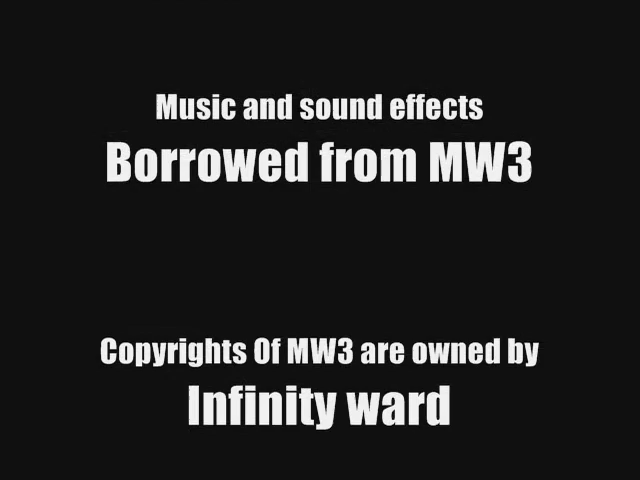 Music and sound effects
Borrowed from MW3
Copyrights Of MW3 are owned by
Infinity ward